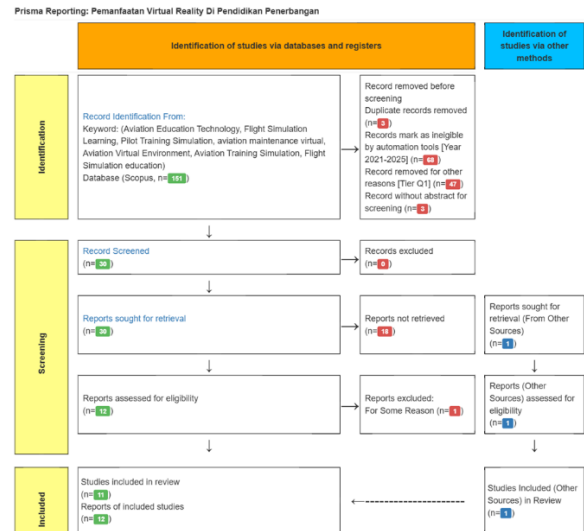 Prisma Reporting: Pemanfaatan Virtual Reality Di Pendidikan Penerbangan
Identification of studies via databases and registers
Identification of
studies via other
methods
Identification
Record Identification From:
Keyword: (Aviation Education Technology, Flight Simulation
Learning, Pilot Training Simulation, aviation maintenance virtual,
Aviation Virtual Environment, Aviation Training Simulation, Flight
Simulation education)
Database (Scopus, n=151)
Record removed before
screening
Duplicate records removed
(n=3)
Records mark as ineigible
by automation tools [Year
2021-2025] (n=68)
Record removed for other
reasons [Tier Q1] (n=47)
Record without abstract for
screening (n=3)
Screening
Record Screened
(n=30)
Records excluded
(n=0)
Reports sought for retrieval
(n=30)
Reports not retrieved
(n=18)
Reports sought for
retrieval (From Other
Sources)
(n=1)
Reports assessed for eligibility
(n=12)
Reports excluded:
For Some Reason (n=1)
Reports (Other
Sources) assessed for
eligibility
(n=1)
Included
Studies included in review
(n=11)
Reports of included studies
(n=12)
Studies Included (Other
Sources) in Review
(n=1)